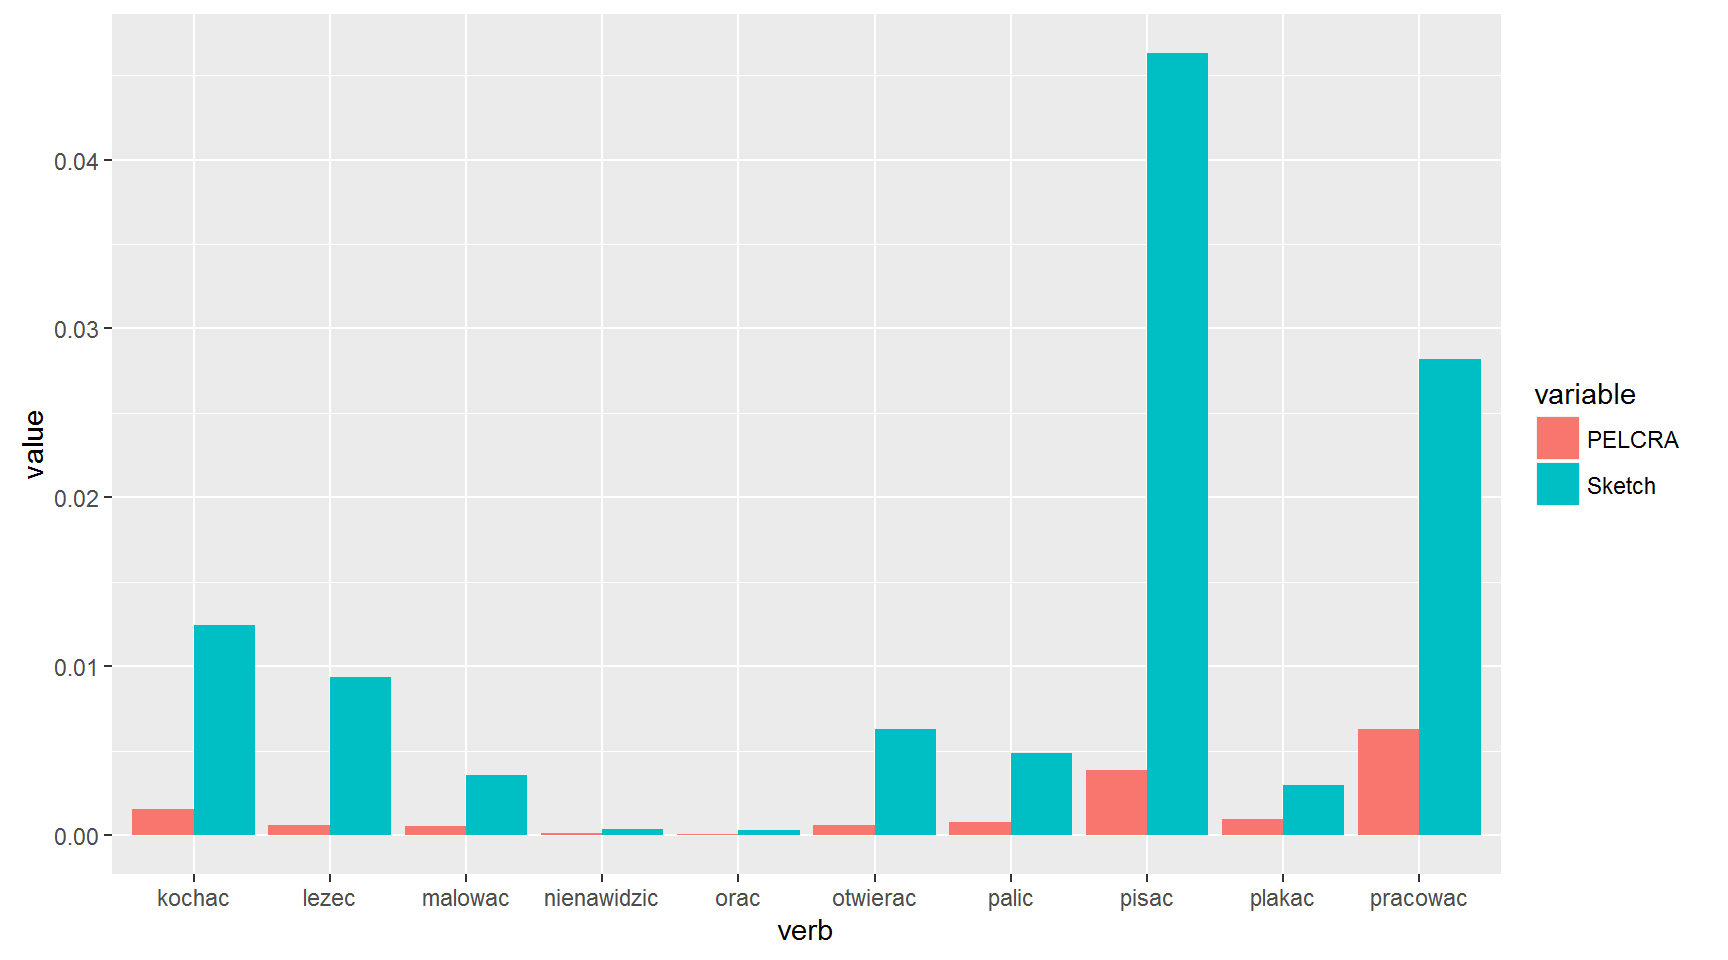 0.04
0.03
0.02
0.01
0.00
value
kochac lezec malowac nienawidzic orac otwierac palic pisac plakac pracowac
verb
variable
PELCRA
Sketch